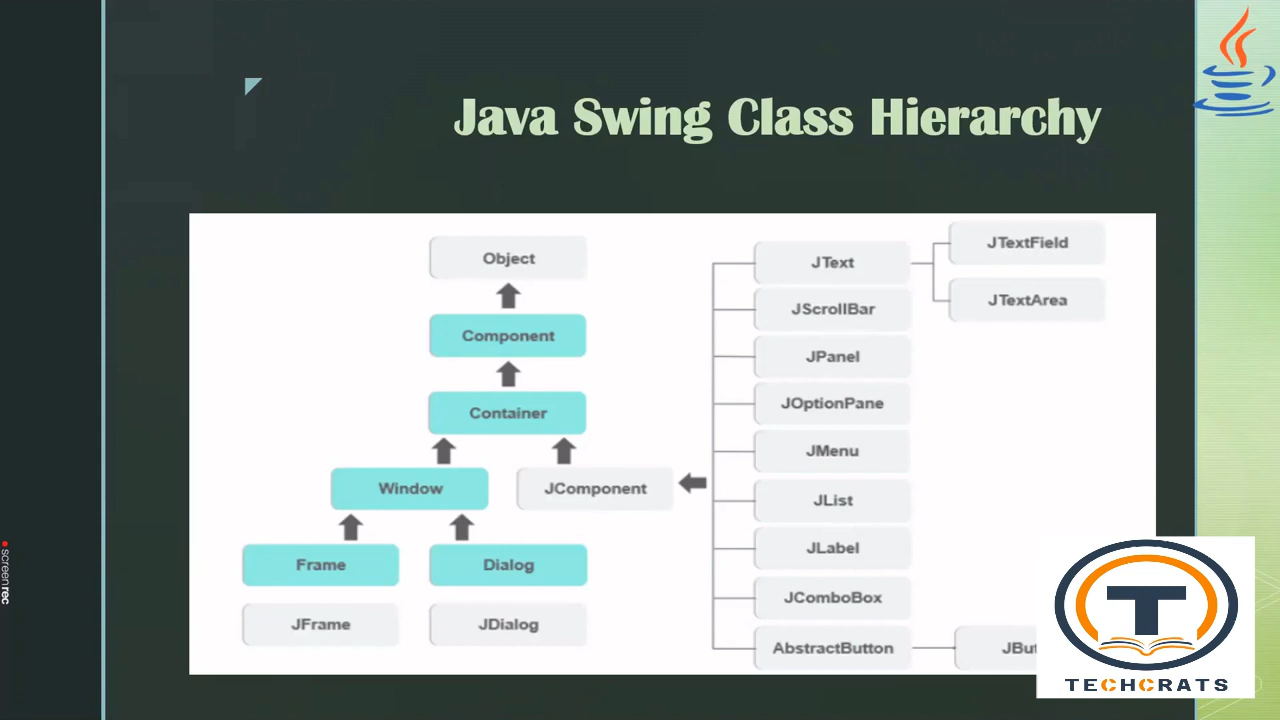 Java Swing Class Hierarchy
Object
Component
Container
Window
JComponent
Frame
Dialog
JFrame
JDialog
JText
JScrollBar
JPanel
JOptionPane
JMenu
JList
JLabel
JComboBox
AbstractButton
JTextField
JTextArea
JBut
T
TECHCRATS
screenrec